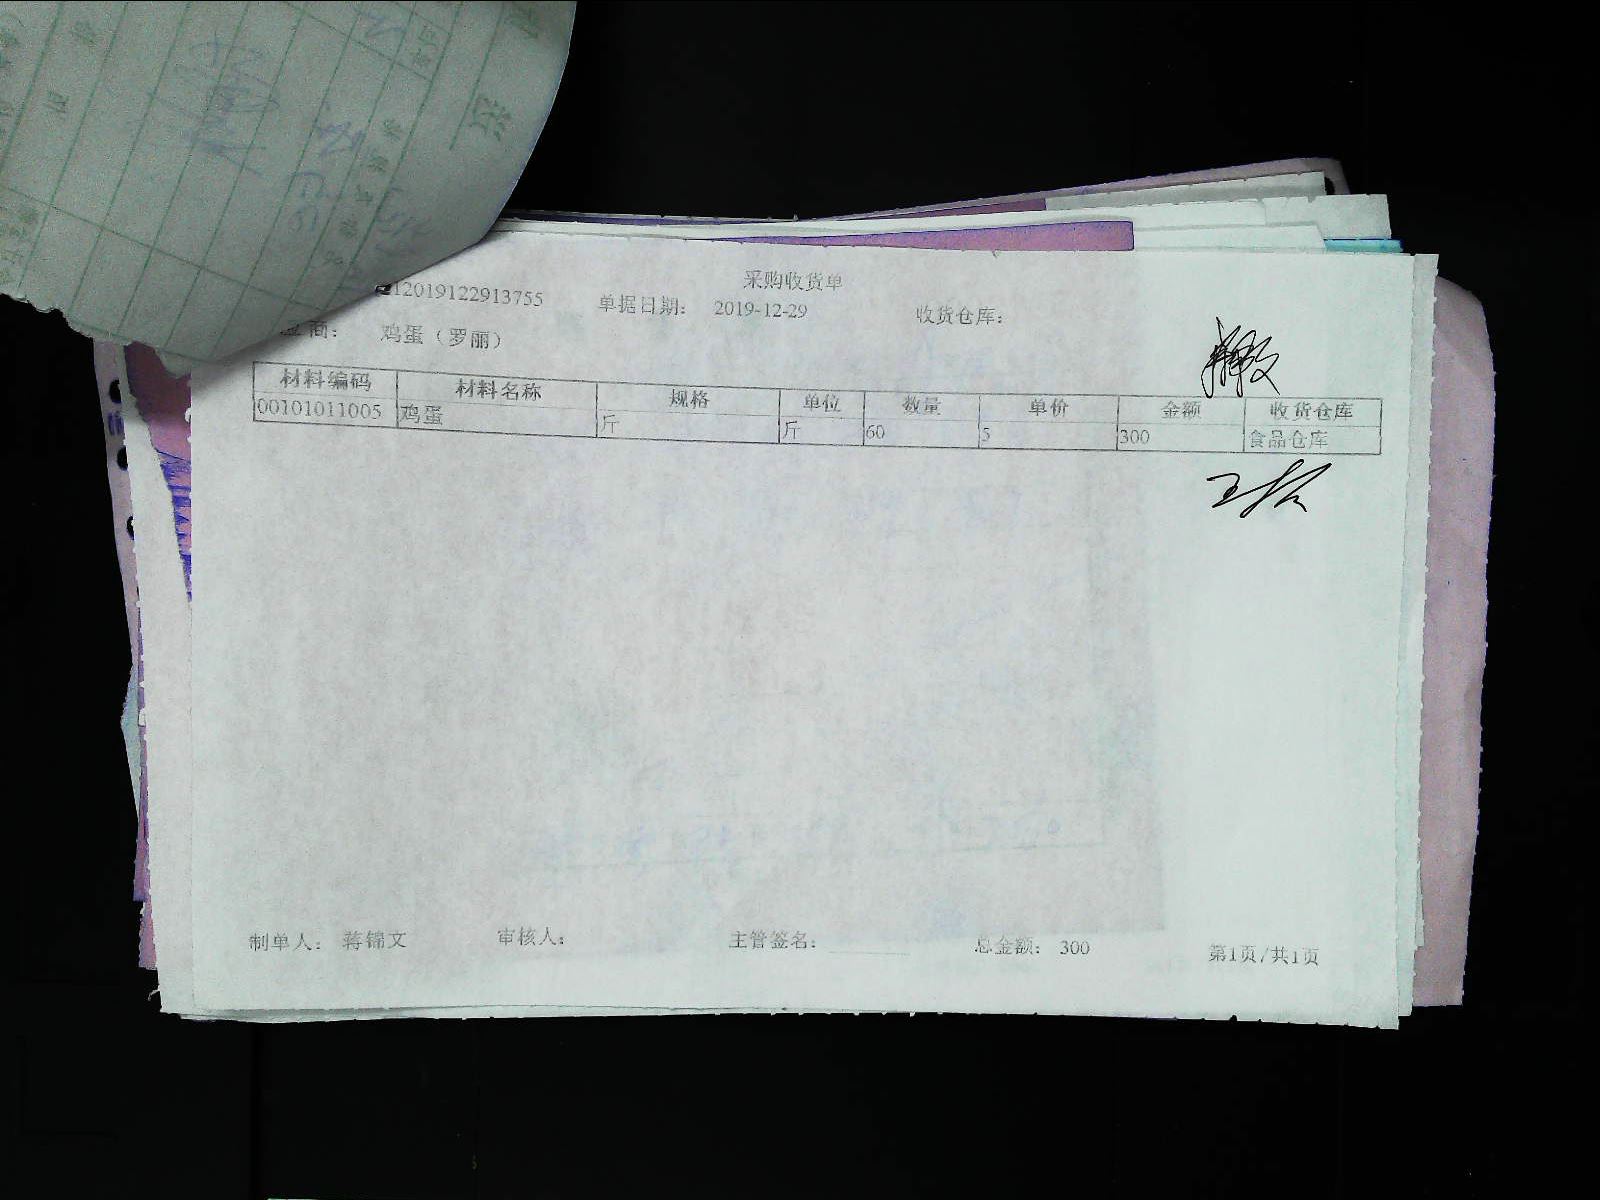 采购收货单
12019122913755 单据日期： 2019-12-29 收货仓库：
商： 鸡蛋（罗丽）
材料编码 材料名称 规格 单位 数量 单价 金额 收货仓库
00101011005 鸡蛋 斤 斤 60 5 300 食品仓库
制单人： 蒋锦文 审核人： 主管签名： 总金额： 300 第1页/共1页